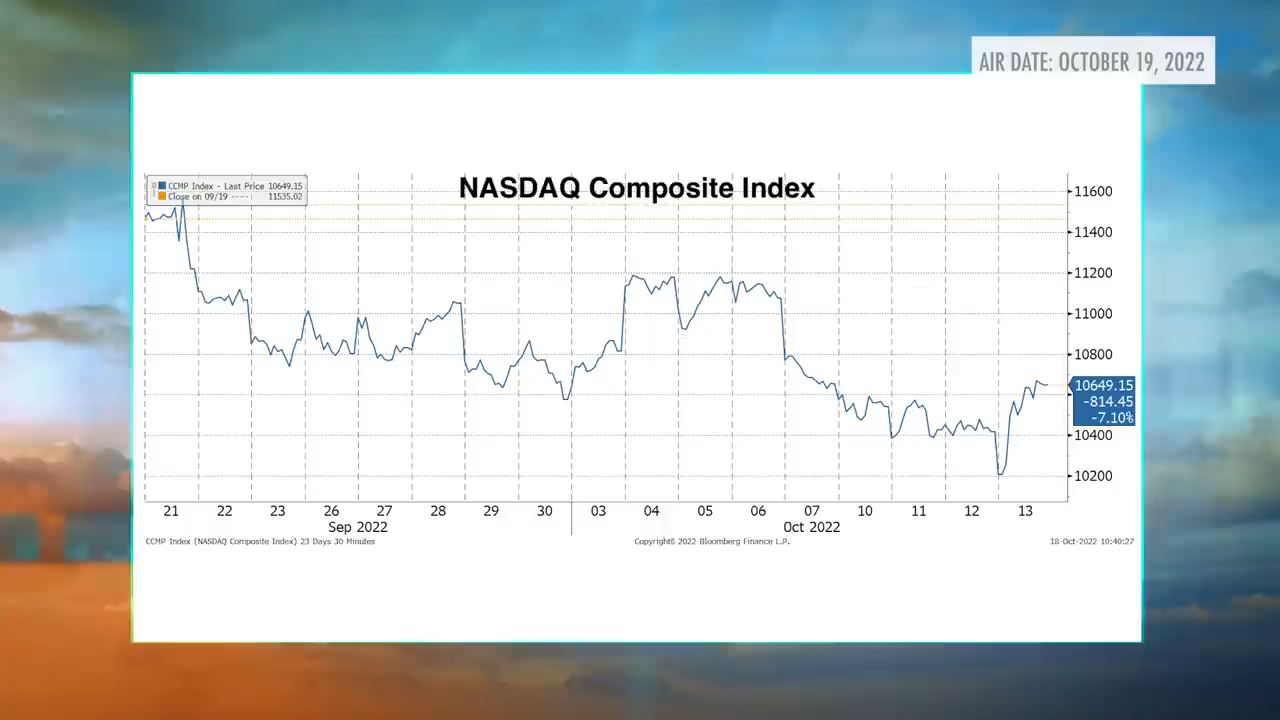 AIR DATE: OCTOBER 19, 2022
NASDAQ Composite Index
CCMP Index - Last Price 10649.15
Close on 09/19 ---- 11535.02
11600
11400
11200
11000
10800
10649.15
-814.45
-7.10%
10400
10200
21 22 23 26 27 28 29 30 03 04 05 06 07 10 11 12 13
Sep 2022 Oct 2022
CCMP Index (NASDAQ Composite Index) 23 Days 30 Minutes Copyright© 2022 Bloomberg Finance L.P. 18-Oct-2022 10:40:27